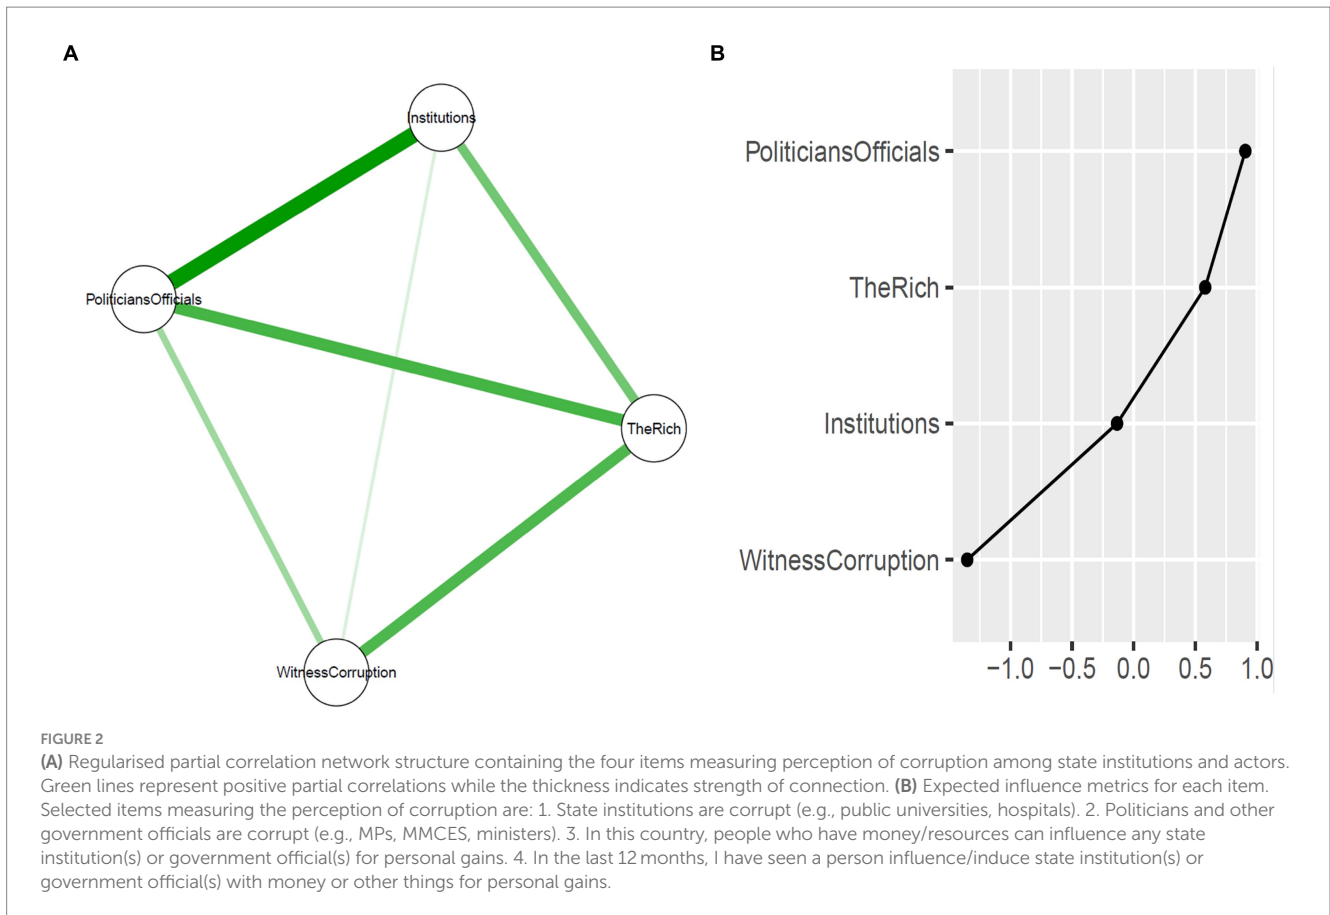 A
B
Institutions
PoliticiansOfficials
TheRich
WitnessCorruption
PoliticiansOfficials
TheRich
Institutions
WitnessCorruption
−1.0 −0.5 0.0 0.5 1.0
FIGURE 2
(A) Regularised partial correlation network structure containing the four items measuring perception of corruption among state institutions and actors.
Green lines represent positive partial correlations while the thickness indicates strength of connection. (B) Expected influence metrics for each item.
Selected items measuring the perception of corruption are: 1. State institutions are corrupt (e.g., public universities, hospitals). 2. Politicians and other
government officials are corrupt (e.g., MPs, MMCES, ministers). 3. In this country, people who have money/resources can influence any state
institution(s) or government official(s) for personal gains. 4. In the last 12 months, I have seen a person influence/induce state institution(s) or
government official(s) with money or other things for personal gains.